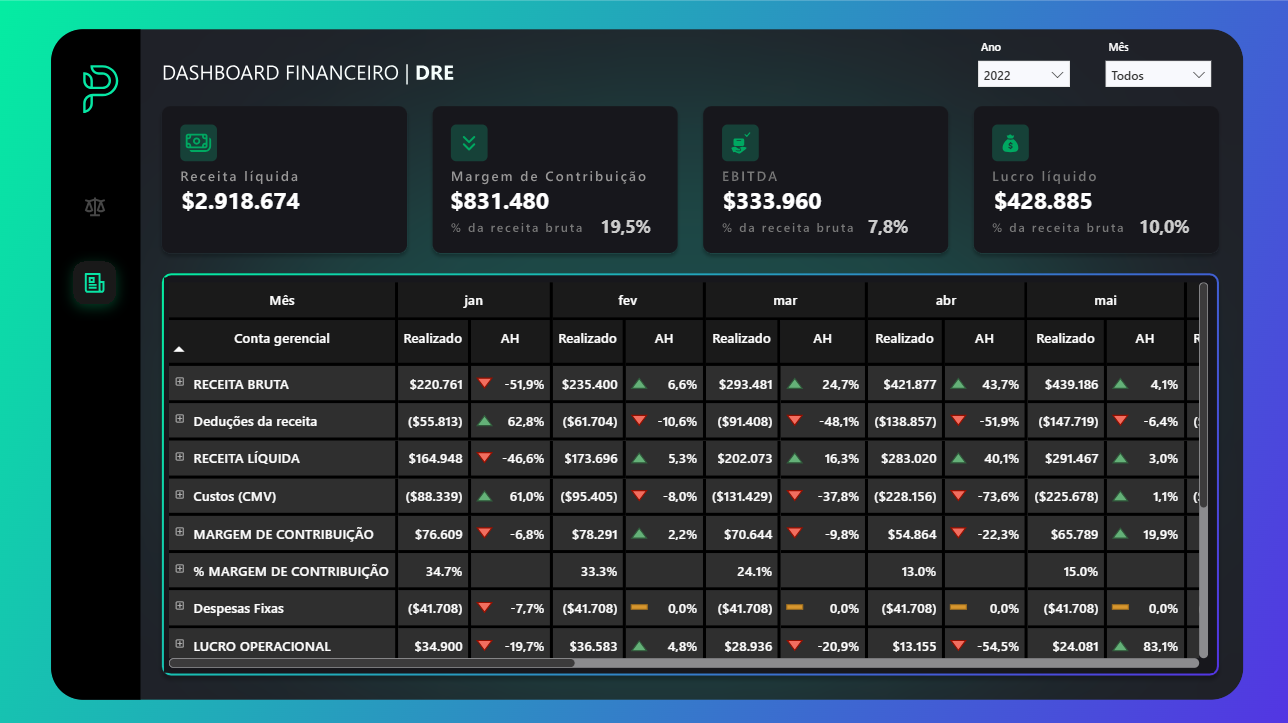 Ano Mês
DASHBOARD FINANCEIRO | DRE
2022 Todos
Receita líquida
$2.918.674
Margem de Contribuição
$831.480
% da receita bruta 19,5%
EBITDA
$333.960
% da receita bruta 7,8%
Lucro líquido
$428.885
% da receita bruta 10,0%
Mês jan fev mar abr mai
Conta gerencial Realizado AH Realizado AH Realizado AH Realizado AH Realizado AH R
RECEITA BRUTA $220.761 -51,9% $235.400 6,6% $293.481 24,7% $421.877 43,7% $439.186 4,1%
Deduções da receita ($55.813) 62,8% ($61.704) -10,6% ($91.408) -48,1% ($138.857) -51,9% ($147.719) -6,4% (
RECEITA LÍQUIDA $164.948 -46,6% $173.696 5,3% $202.073 16,3% $283.020 40,1% $291.467 3,0%
Custos (CMV) ($88.339) 61,0% ($95.405) -8,0% ($131.429) -37,8% ($228.156) -73,6% ($225.678) 1,1% (
MARGEM DE CONTRIBUIÇÃO $76.609 -6,8% $78.291 2,2% $70.644 -9,8% $54.864 -22,3% $65.789 19,9%
% MARGEM DE CONTRIBUIÇÃO 34.7% 33.3% 24.1% 13.0% 15.0%
Despesas Fixas ($41.708) -7,7% ($41.708) 0,0% ($41.708) 0,0% ($41.708) 0,0% ($41.708) 0,0%
LUCRO OPERACIONAL $34.900 -19,7% $36.583 4,8% $28.936 -20,9% $13.155 -54,5% $24.081 83,1%